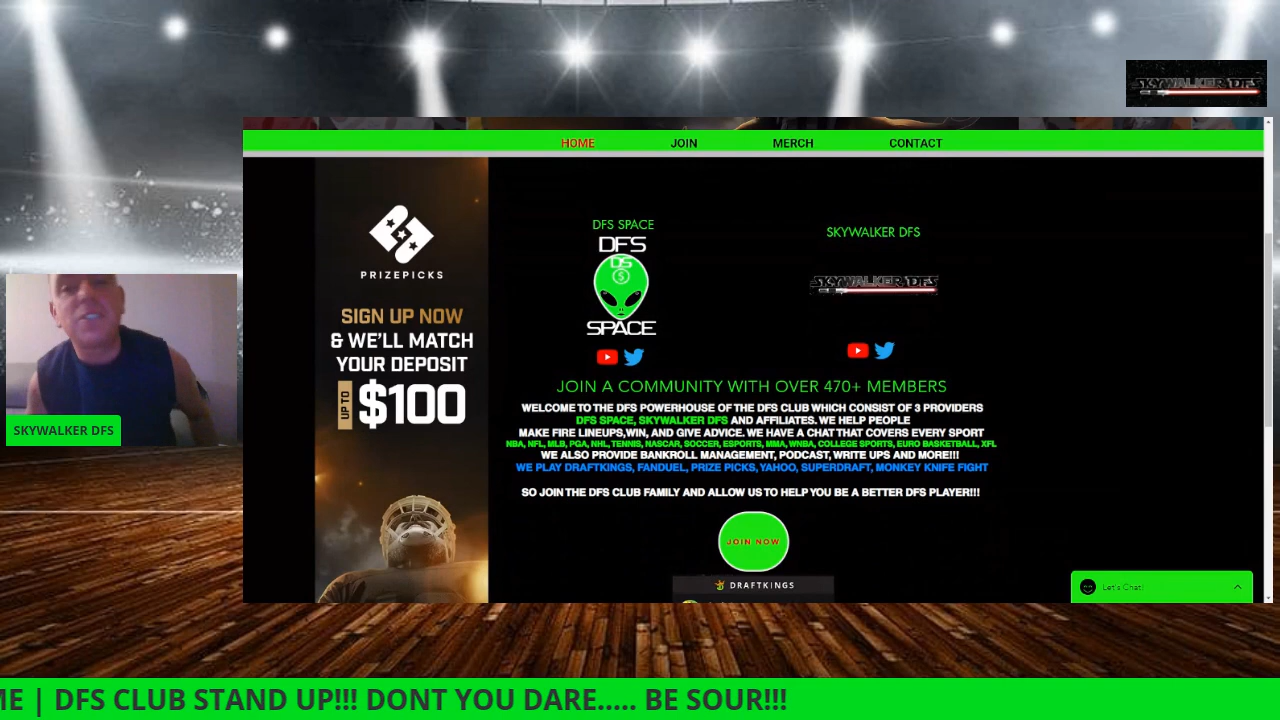 SKYWALKER DFS
HOME JOIN MERCH CONTACT
PRIZEPICKS
SIGN UP NOW
& WE'LL MATCH
YOUR DEPOSIT
UP TO $100
DFS SPACE
DFS
DS
$
SPACE
SKYWALKER DFS
SKYWALKER DFS
JOIN A COMMUNITY WITH OVER 470+ MEMBERS
WELCOME TO THE DFS POWERHOUSE OF THE DFS CLUB WHICH CONSIST OF 3 PROVIDERS
DFS SPACE, SKYWALKER DFS AND AFFILIATES. WE HELP PEOPLE
MAKE FIRE LINEUPS,WIN, AND GIVE ADVICE. WE HAVE A CHAT THAT COVERS EVERY SPORT
NBA, NFL, MLB, PGA, NHL, TENNIS, NASCAR, SOCCER, ESPORTS, MMA, WNBA, COLLEGE SPORTS, EURO BASKETBALL, XFL
WE ALSO PROVIDE BANKROLL MANAGEMENT, PODCAST, WRITE UPS AND MORE!!!
WE PLAY DRAFTKINGS, FANDUEL, PRIZE PICKS, YAHOO, SUPERDRAFT, MONKEY KNIFE FIGHT
SO JOIN THE DFS CLUB FAMILY AND ALLOW US TO HELP YOU BE A BETTER DFS PLAYER!!!
JOIN NOW
DRAFTKINGS
Let's Chat!
SKYWALKER DFS
ME | DFS CLUB STAND UP!!! DONT YOU DARE..... BE SOUR!!!